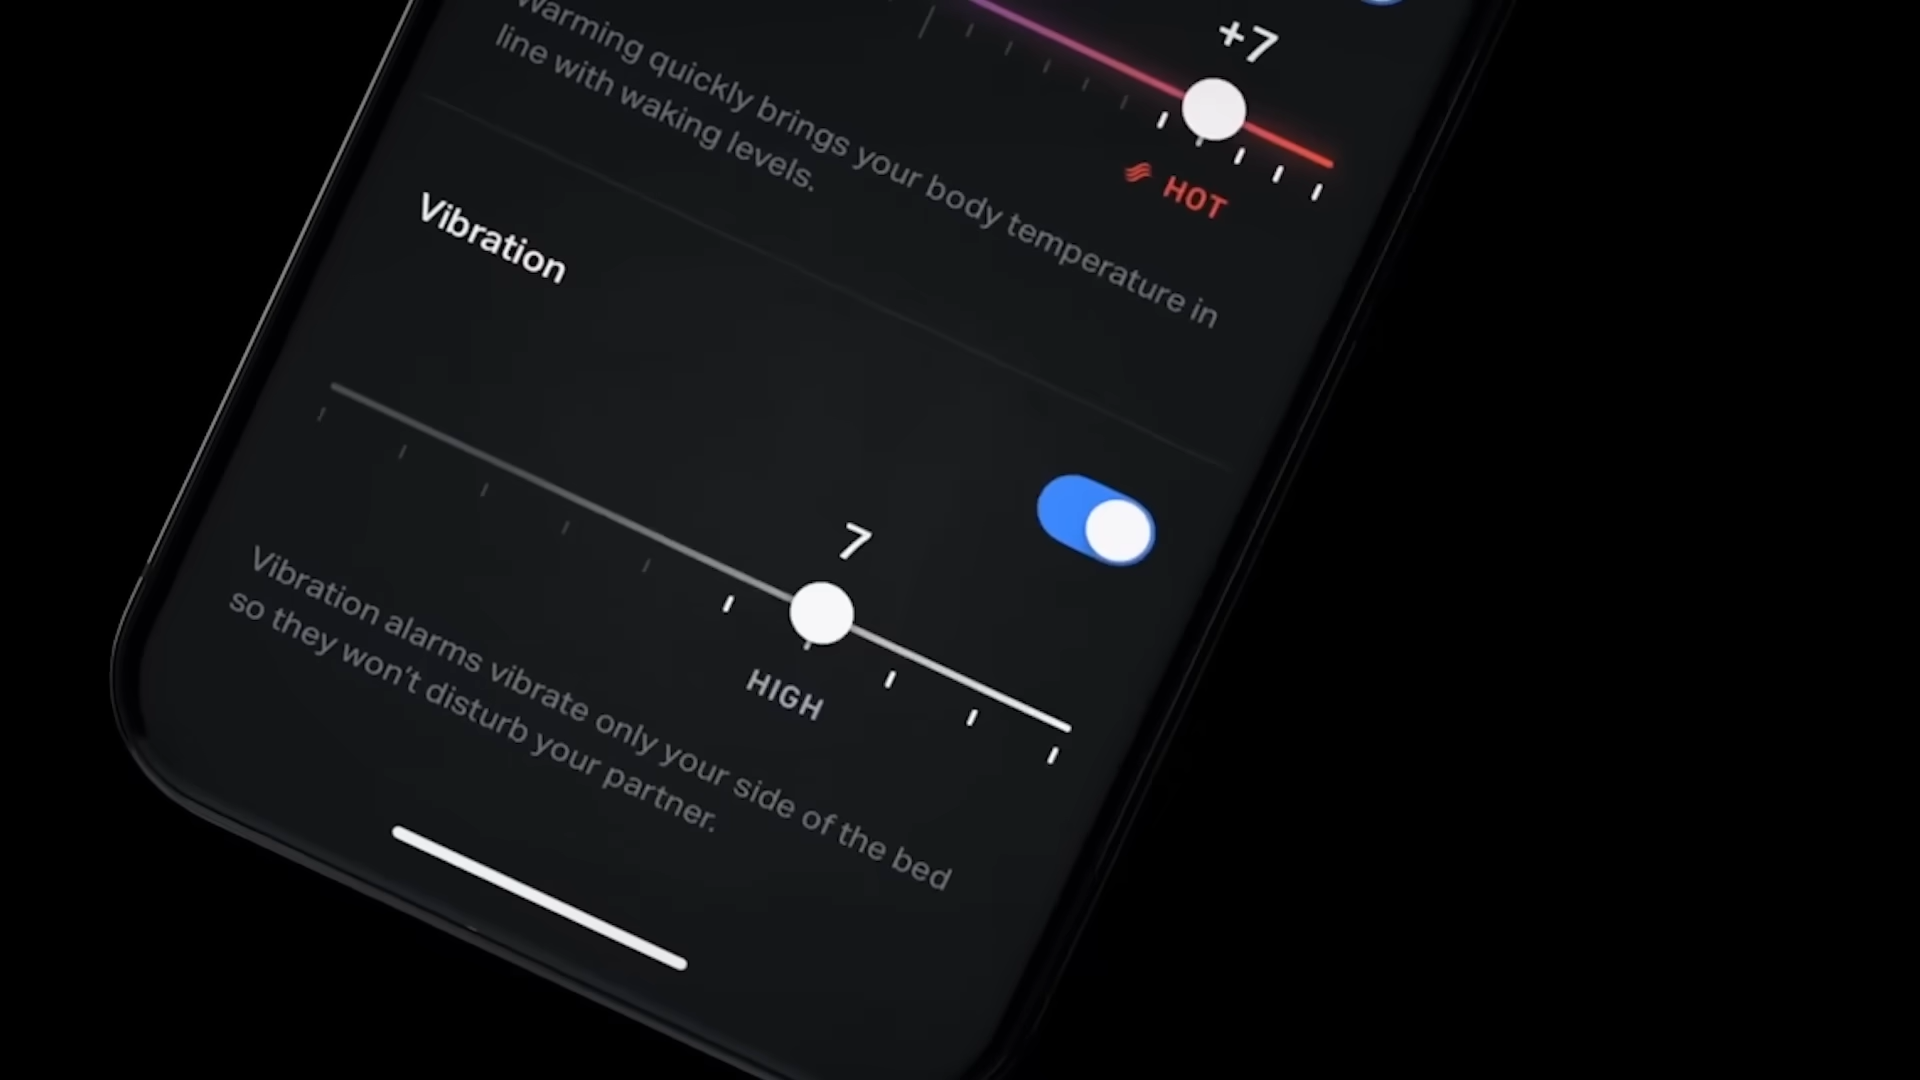 +7
HOT
Warming quickly brings your body temperature in
line with waking levels.
Vibration
7
HIGH
Vibration alarms vibrate only your side of the bed
so they won't disturb your partner.